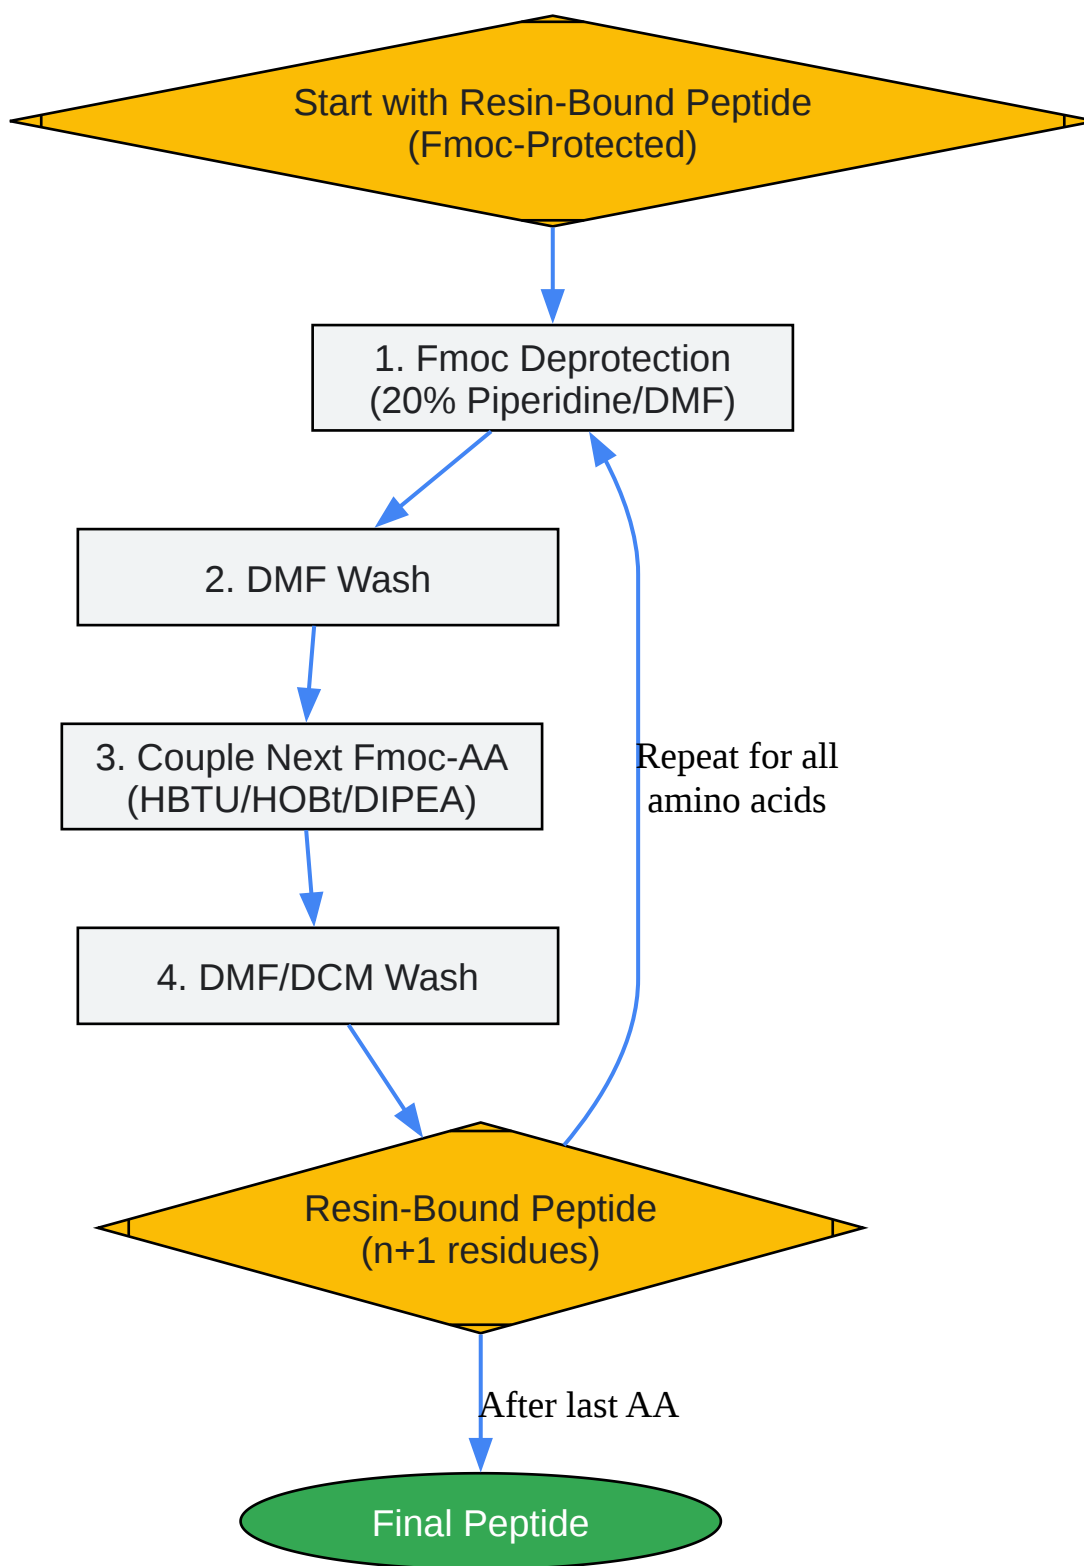 Start with Resin-Bound Peptide
(Fmoc-Protected)
1. Fmoc Deprotection
(20% Piperidine/DMF)
2. DMF Wash
3. Couple Next Fmoc-AA
(HBTU/HOBt/DIPEA)
Repeat for all
amino acids
4. DMF/DCM Wash
Resin-Bound Peptide
(n+1 residues)
After last AA
Final Peptide